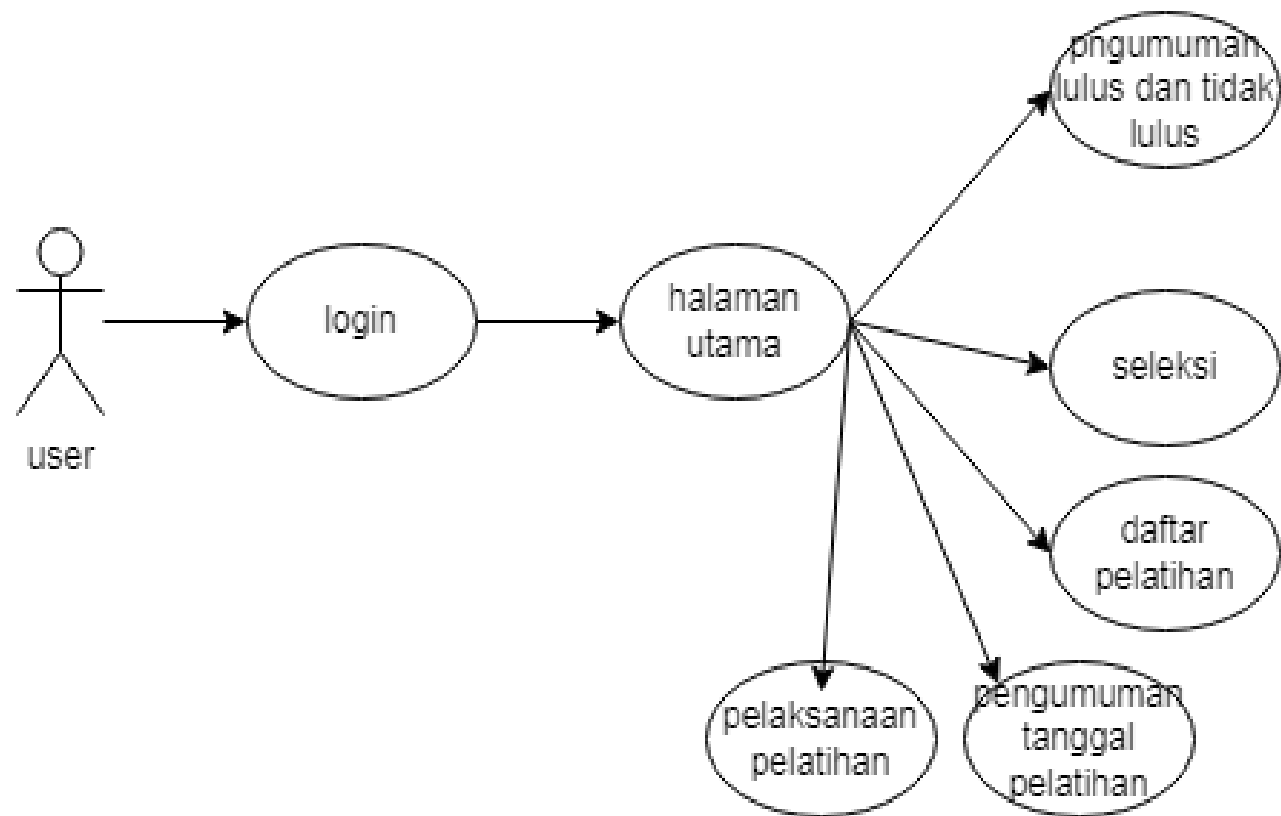 pngumuman
lulus dan tidak
lulus
user
login
halaman
utama
seleksi
daftar
pelatihan
pelaksanaan
pelatihan
pengumuman
tanggal
pelatihan